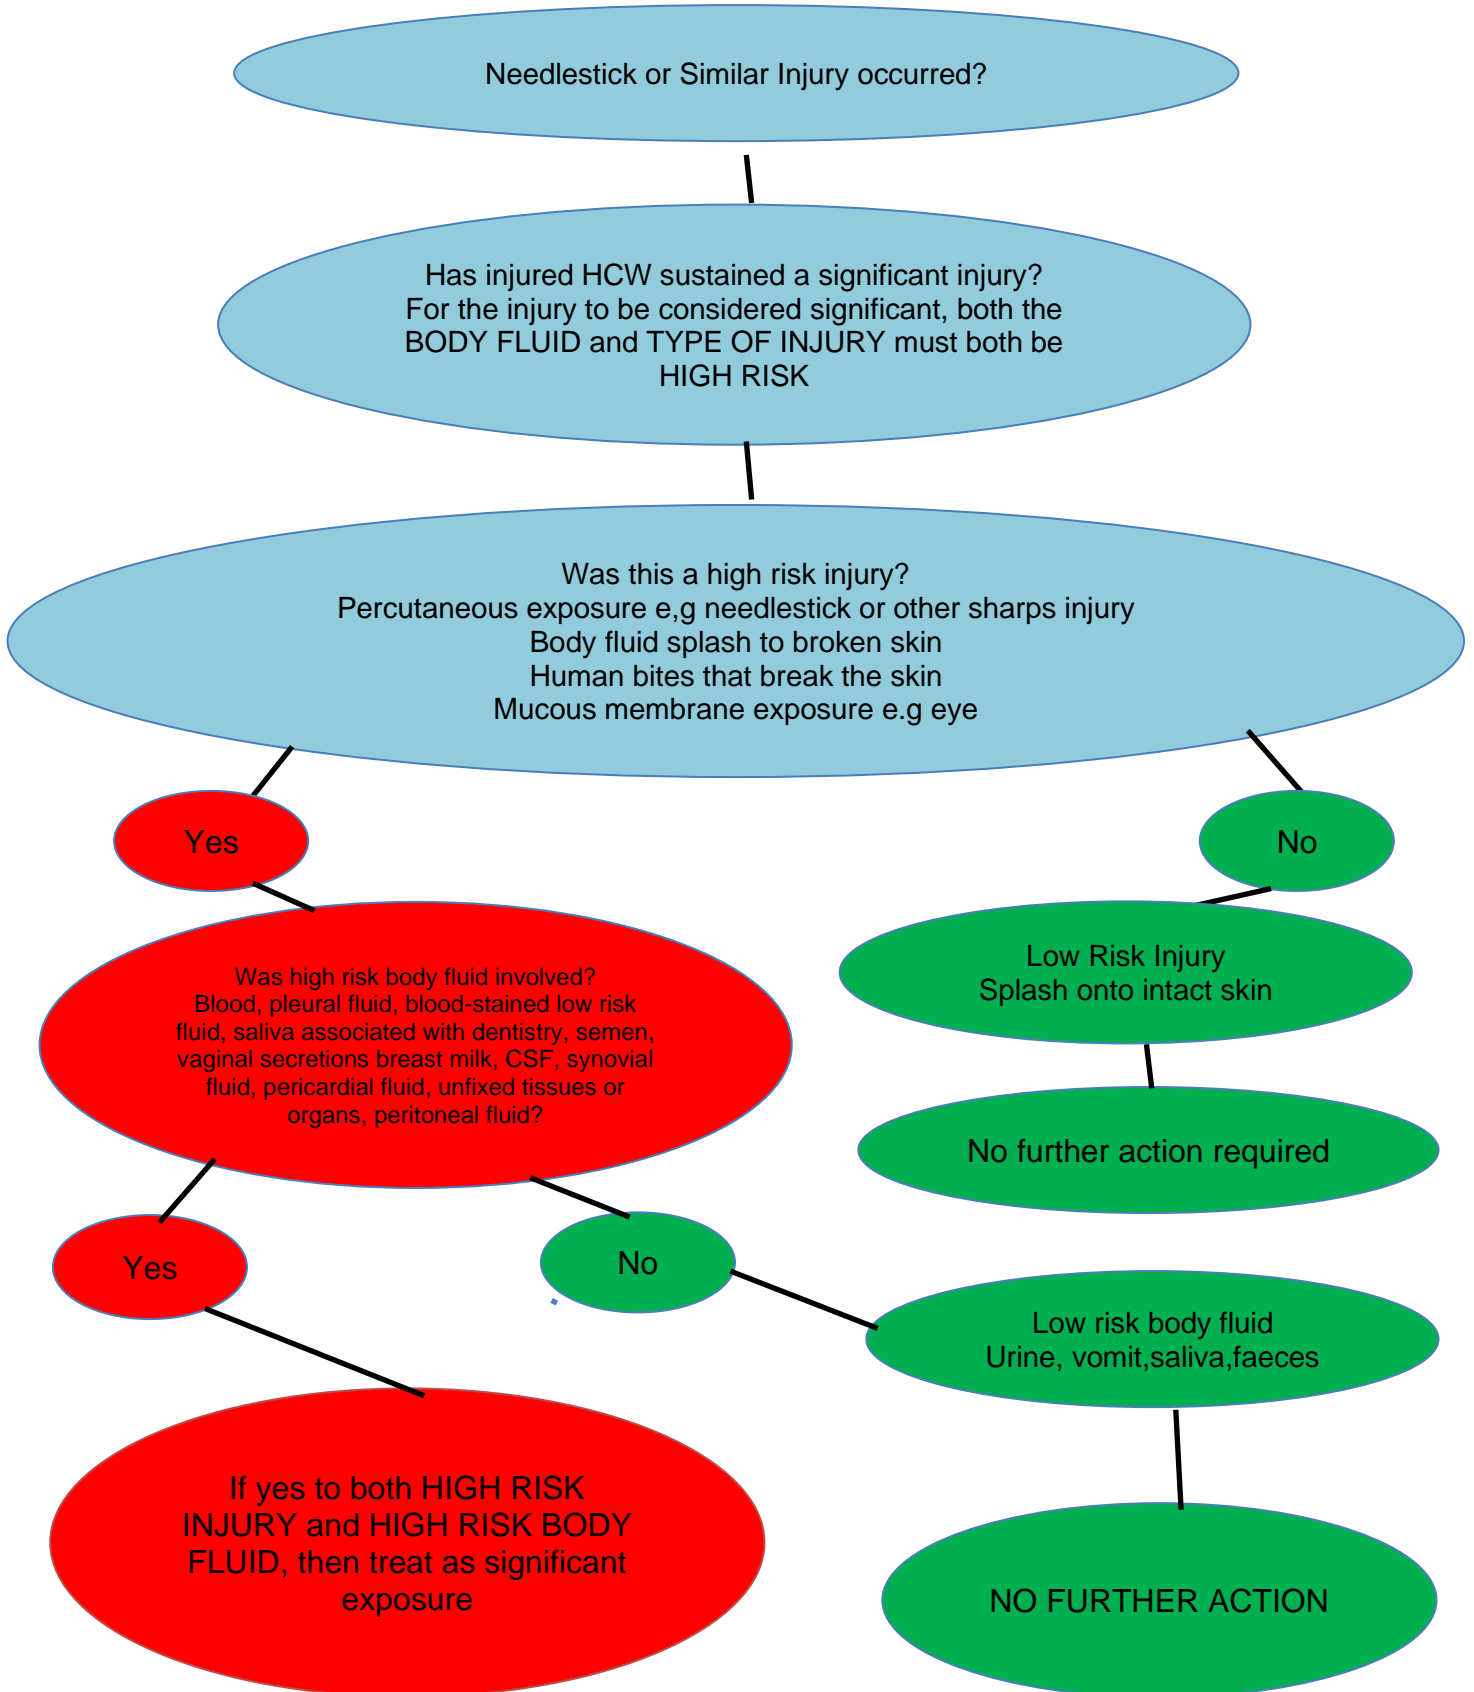 Needlestick or Similar Injury occurred?
Has injured HCW sustained a significant injury?
For the injury to be considered significant, both the
BODY FLUID and TYPE OF INJURY must both be
HIGH RISK
Was this a high risk injury?
Percutaneous exposure e,g needlestick or other sharps injury
Body fluid splash to broken skin
Human bites that break the skin
Mucous membrane exposure e.g eye
Yes
No
Was high risk body fluid involved?
Blood, pleural fluid, blood-stained low risk
fluid, saliva associated with dentistry, semen,
vaginal secretions breast milk, CSF, synovial
fluid, pericardial fluid, unfixed tissues or
organs, peritoneal fluid?
Low Risk Injury
Splash onto intact skin
No further action required
Yes
No
Low risk body fluid
Urine, vomit,saliva,faeces
If yes to both HIGH RISK
INJURY and HIGH RISK BODY
FLUID, then treat as significant
exposure
NO FURTHER ACTION